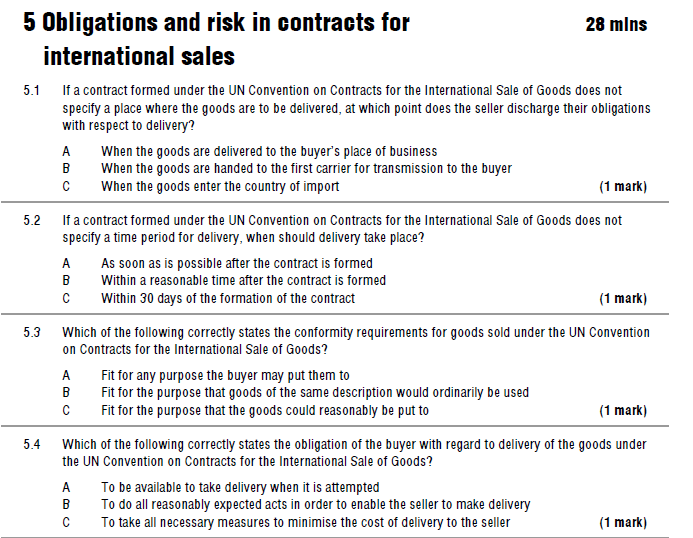 5 Obligations and risk in contracts for 28 mins
international sales
5.1 If a contract formed under the UN Convention on Contracts for the International Sale of Goods does not
specify a place where the goods are to be delivered, at which point does the seller discharge their obligations
with respect to delivery?
A When the goods are delivered to the buyer's place of business
B When the goods are handed to the first carrier for transmission to the buyer
C When the goods enter the country of import (1 mark)
5.2 If a contract formed under the UN Convention on Contracts for the International Sale of Goods does not
specify a time period for delivery, when should delivery take place?
A As soon as is possible after the contract is formed
B Within a reasonable time after the contract is formed
C Within 30 days of the formation of the contract (1 mark)
5.3 Which of the following correctly states the conformity requirements for goods sold under the UN Convention
on Contracts for the International Sale of Goods?
A Fit for any purpose the buyer may put them to
B Fit for the purpose that goods of the same description would ordinarily be used
C Fit for the purpose that the goods could reasonably be put to (1 mark)
5.4 Which of the following correctly states the obligation of the buyer with regard to delivery of the goods under
the UN Convention on Contracts for the International Sale of Goods?
A To be available to take delivery when it is attempted
B To do all reasonably expected acts in order to enable the seller to make delivery
C To take all necessary measures to minimise the cost of delivery to the seller (1 mark)